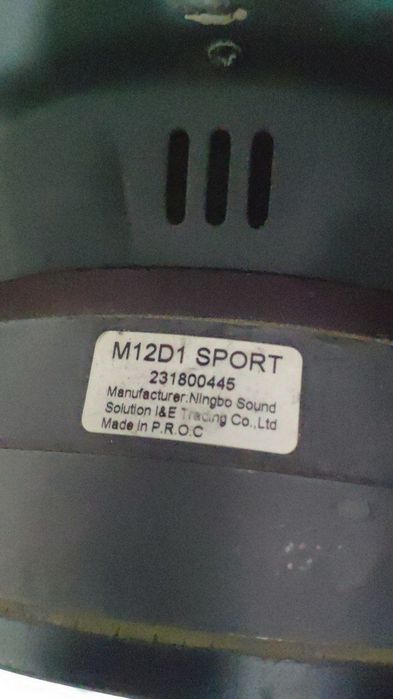 M12D1 SPORT
231800445
Manufacturer.Ningbo Sound
Solution I&E Trading Co.,Ltd
Made in P.R.O.C